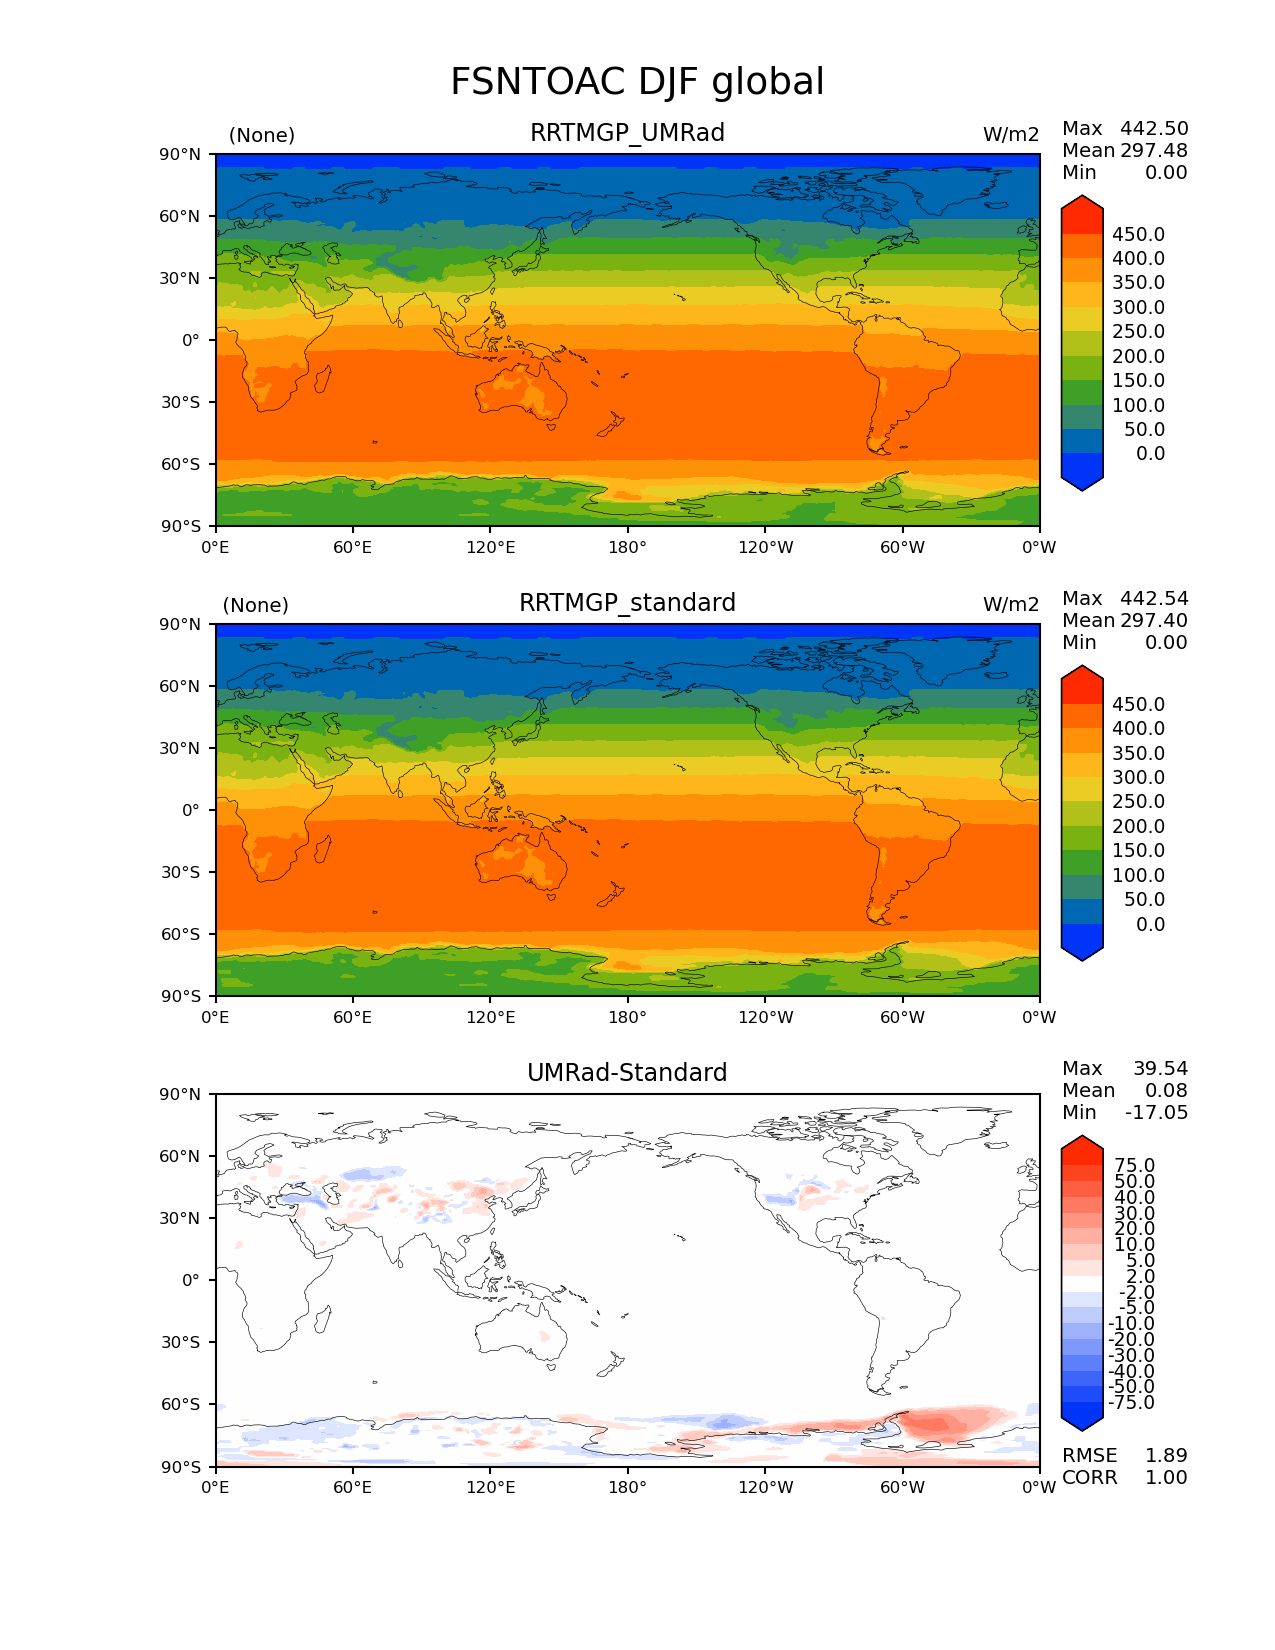 FSNTOAC DJF global
(None) RRTMGP_UMRad W/m2
Max 442.50
Mean 297.48
Min 0.00
90°N
60°N
30°N
0°
30°S
60°S
90°S
0°E 60°E 120°E 180° 120°W 60°W 0°W
450.0
400.0
350.0
300.0
250.0
200.0
150.0
100.0
50.0
0.0
(None) RRTMGP_standard W/m2
Max 442.54
Mean 297.40
Min 0.00
90°N
60°N
30°N
0°
30°S
60°S
90°S
0°E 60°E 120°E 180° 120°W 60°W 0°W
450.0
400.0
350.0
300.0
250.0
200.0
150.0
100.0
50.0
0.0
UMRad-Standard
Max 39.54
Mean 0.08
Min -17.05
90°N
60°N
30°N
0°
30°S
60°S
90°S
0°E 60°E 120°E 180° 120°W 60°W 0°W
75.0
50.0
40.0
30.0
20.0
10.0
5.0
2.0
-2.0
-5.0
-10.0
-20.0
-30.0
-40.0
-50.0
-75.0
RMSE 1.89
CORR 1.00